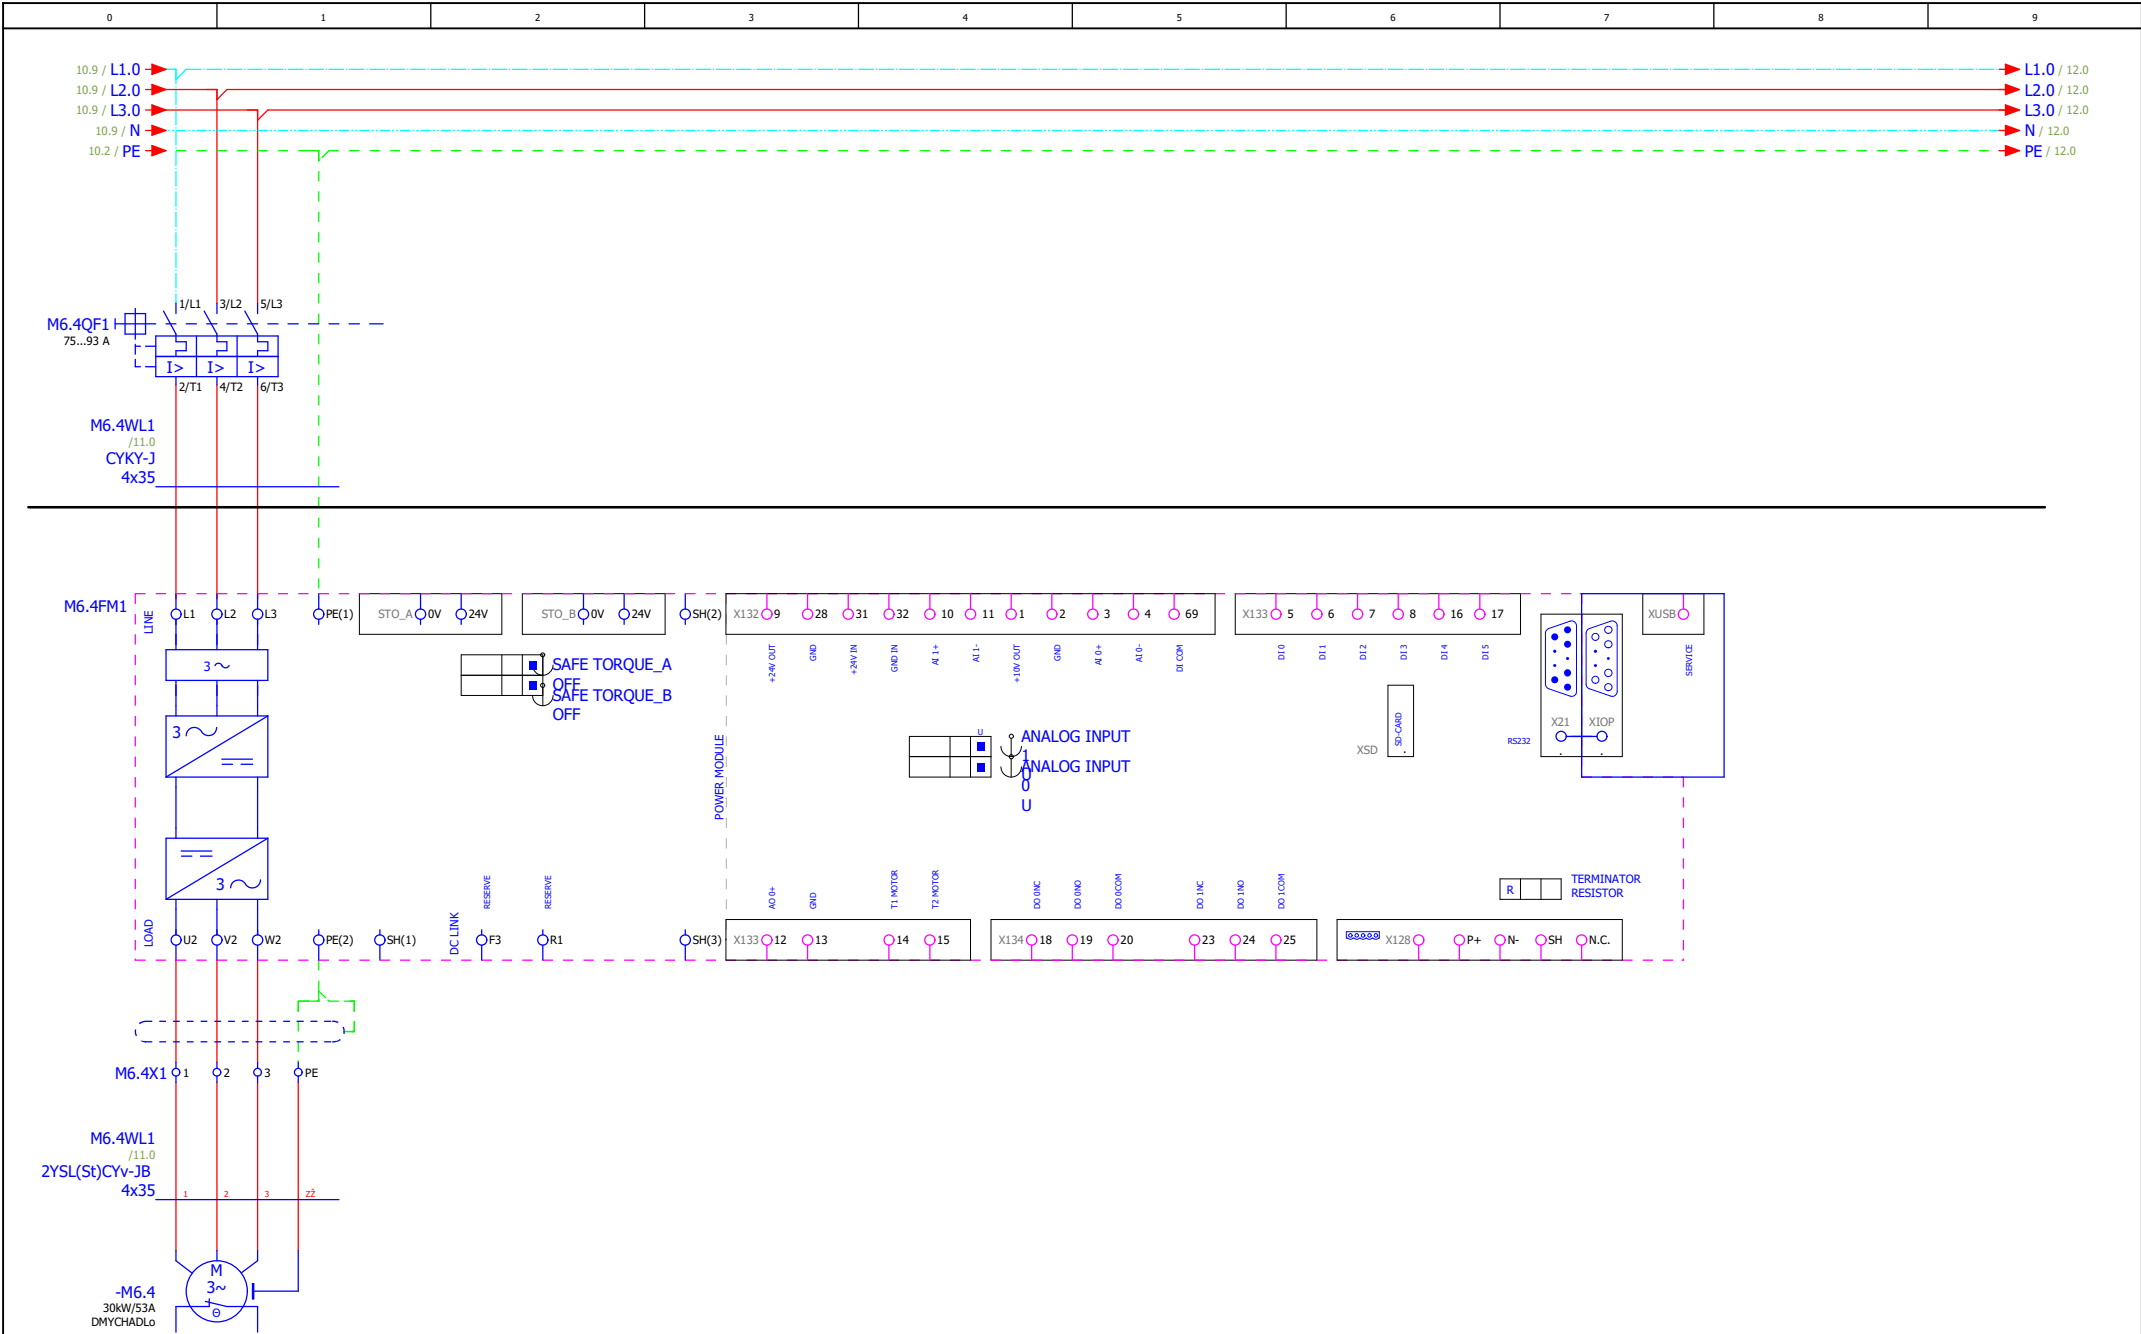 0 1 2 3 4 5 6 7 8 9
10.9 / L1.0
L1.0 / 12.0
10.9 / L2.0
L2.0 / 12.0
10.9 / L3.0
L3.0 / 12.0
10.9 / N
N / 12.0
10.2 / PE
PE / 12.0
1/L1 3/L2 5/L3
M6.4QF1
75...93 A
I> I> I>
2/T1 4/T2 6/T3
M6.4WL1
/11.0
CYKY-J
4x35
M6.4FM1
LINE
L1 L2 L3 PE(1)
STO_A 0V 24V
STO_B 0V 24V
SH(2)
X132 9 28 31 32 10 11 1 2 3 4 69
X133 5 6 7 8 16 17
XUSB
+24V OUT
GND
+24V IN
GND IN
AI 1+
AI 1-
+10V OUT
GND
AI 0+
AI 0-
DI COM
DI 0
DI 1
DI 2
DI 3
DI 4
DI 5
SERVICE
3~
SAFE TORQUE_A
OFF
SAFE TORQUE_B
OFF
3
POWER MODULE
U
ANALOG INPUT
1
U
ANALOG INPUT
0
U
XSD
SD-CARD
RS232
X21 XIOP
3
R
TERMINATOR
RESISTOR
LOAD
DC LINK
RESERVE
RESERVE
AO 0+
GND
T1 MOTOR
T2 MOTOR
DO 0NC
DO 0NO
DO 0COM
DO 1NC
DO 1NO
DO 1COM
U2 V2 W2 PE(2) SH(1) F3 R1 SH(3)
X133 12 13 14 15
X134 18 19 20 23 24 25
X128 P+ N- SH N.C.
M6.4X1 1 2 3 PE
M6.4WL1
/11.0
2YSL(St)CYv-JB
4x35
1 2 3 ZŽ
M
3~
Θ
-M6.4
30kW/53A
DMYCHADLo